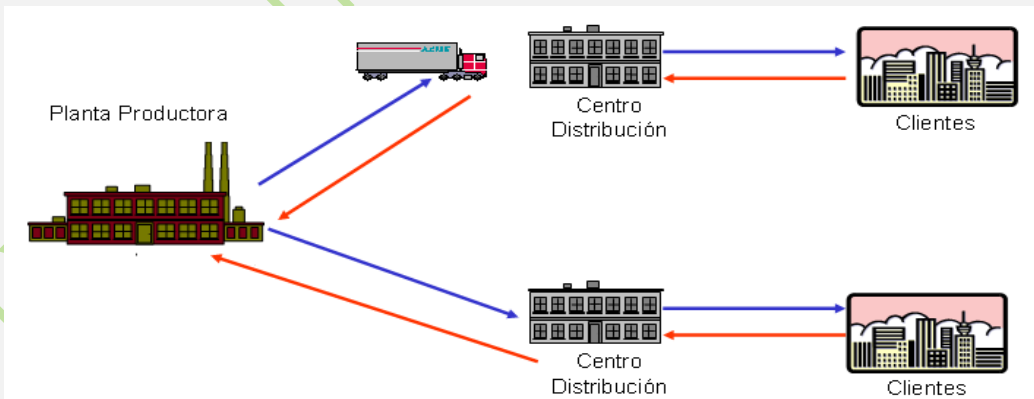 Planta Productora
Centro
Distribución
Clientes
Centro
Distribución
Clientes